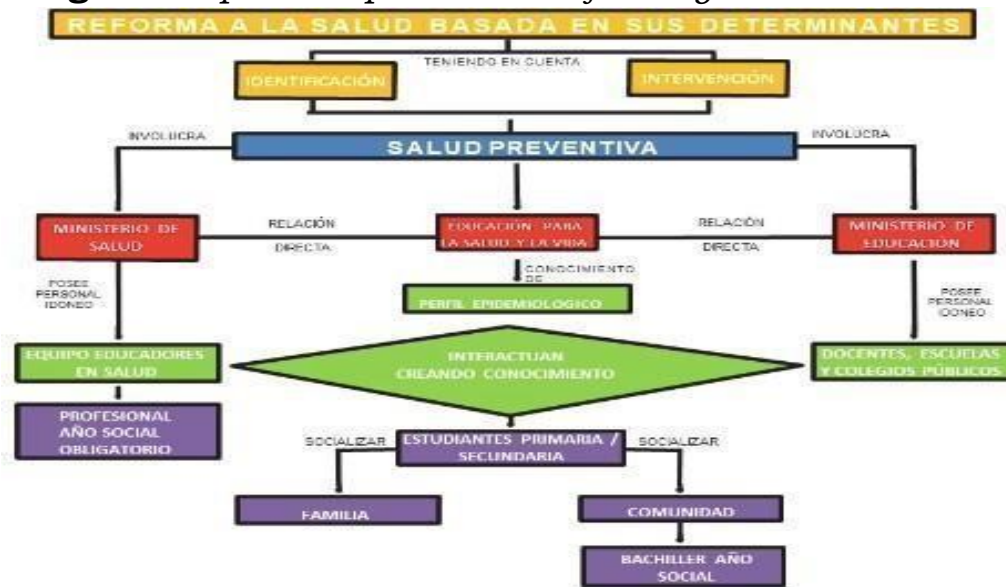 REFORMA A LA SALUD BASADA EN SUS DETERMINANTES
TENIENDO EN CUENTA
IDENTIFICACIÓN
INTERVENCIÓN
INVOLUCRA
INVOLUCRA
SALUD PREVENTIVA
MINISTERIO DE
SALUD
RELACIÓN
DIRECTA
EDUCACIÓN PARA
LA SALUD Y LA VIDA
RELACIÓN
DIRECTA
MINISTERIO DE
EDUCACIÓN
POSEE
PERSONAL
IDONEO
CONOCIMIENTO
DE
POSEE
PERSONAL
IDONEO
PERFIL EPIDEMIOLOGICO
EQUIPO EDUCADORES
EN SALUD
INTERACTUAN
CREANDO CONOCIMIENTO
DOCENTES, ESCUELAS
Y COLEGIOS PÚBLICOS
PROFESIONAL
AÑO SOCIAL
OBLIGATORIO
SOCIALIZAR
ESTUDIANTES PRIMARIA /
SECUNDARIA
SOCIALIZAR
FAMILIA
COMUNIDAD
BACHILLER AÑO
SOCIAL